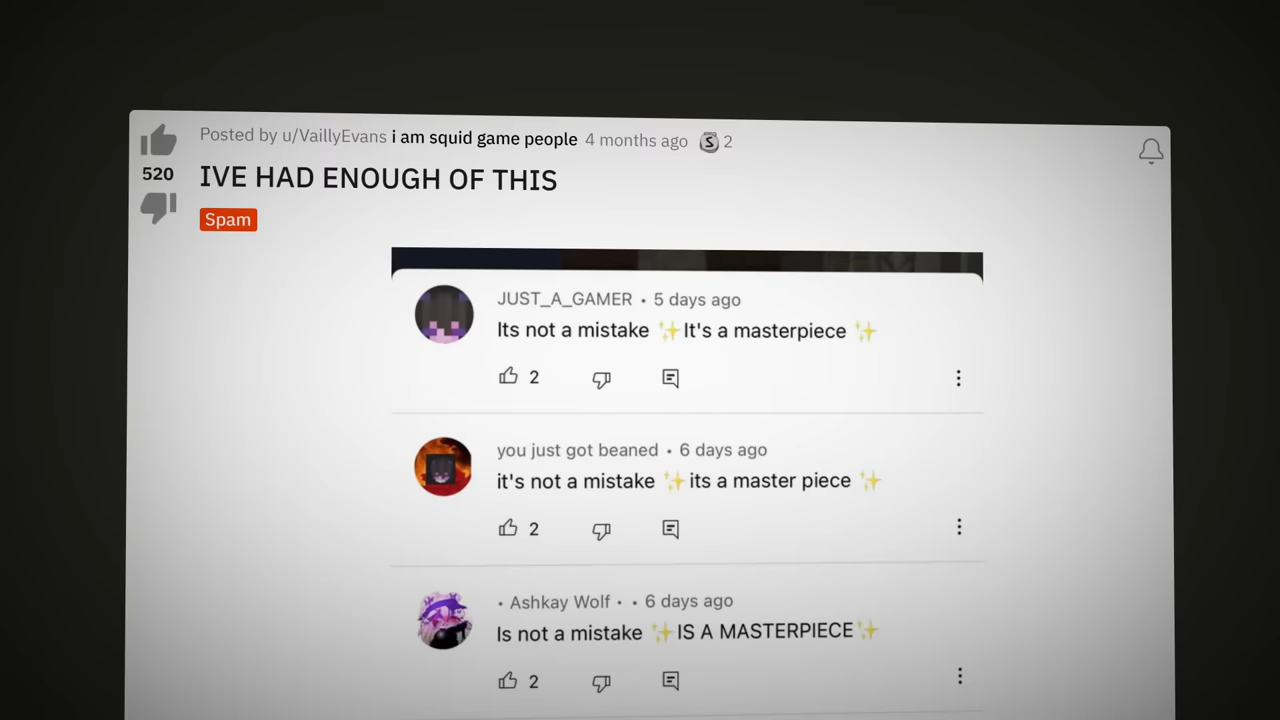 Posted by u/VaillyEvans i am squid game people 4 months ago S 2
520
IVE HAD ENOUGH OF THIS
Spam
JUST_A_GAMER • 5 days ago
Its not a mistake ✨It's a masterpiece ✨
2
you just got beaned • 6 days ago
it's not a mistake ✨its a master piece ✨
2
• Ashkay Wolf • • 6 days ago
Is not a mistake ✨IS A MASTERPIECE✨
2